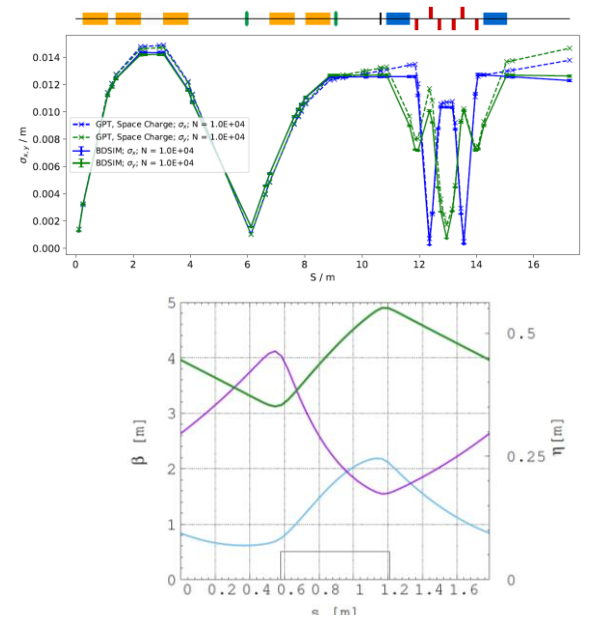 0.014
0.012
0.010
0.008
0.006
0.004
0.002
0.000
σx,y / m
GPT, Space Charge; σx; N = 1.0E+04
GPT, Space Charge; σy; N = 1.0E+04
BDSIM; σx; N = 1.0E+04
BDSIM; σy; N = 1.0E+04
0 2 4 6 8 10 12 14 16
S / m
5
4
3
2
1
0
β [m]
0.5
0.25
0
η [m]
0 0.2 0.4 0.6 0.8 1 1.2 1.4 1.6
s [m]